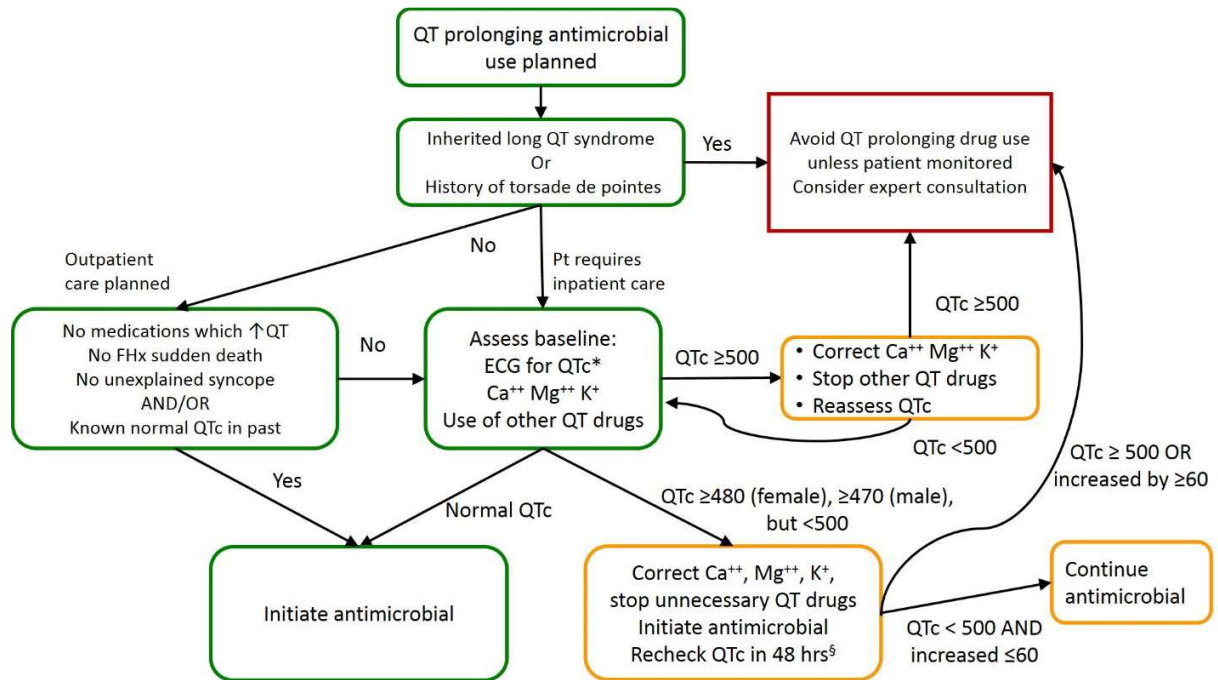 QT prolonging antimicrobial
use planned
Inherited long QT syndrome
Or
History of torsade de pointes
Yes
Avoid QT prolonging drug use
unless patient monitored
Consider expert consultation
No
Outpatient
care planned
Pt requires
inpatient care
No medications which ↑QT
No FHx sudden death
No unexplained syncope
AND/OR
Known normal QTc in past
No
Assess baseline:
ECG for QTc*
Ca⁺⁺ Mg⁺⁺ K⁺
Use of other QT drugs
QTc ≥500
QTc ≥500
• Correct Ca⁺⁺ Mg⁺⁺ K⁺
• Stop other QT drugs
• Reassess QTc
QTc <500
QTc ≥ 500 OR
increased by ≥60
Yes
Normal QTc
QTc ≥480 (female), ≥470 (male),
but <500
Initiate antimicrobial
Correct Ca⁺⁺, Mg⁺⁺, K⁺,
stop unnecessary QT drugs
Initiate antimicrobial
Recheck QTc in 48 hrs§
QTc < 500 AND
increased ≤60
Continue
antimicrobial